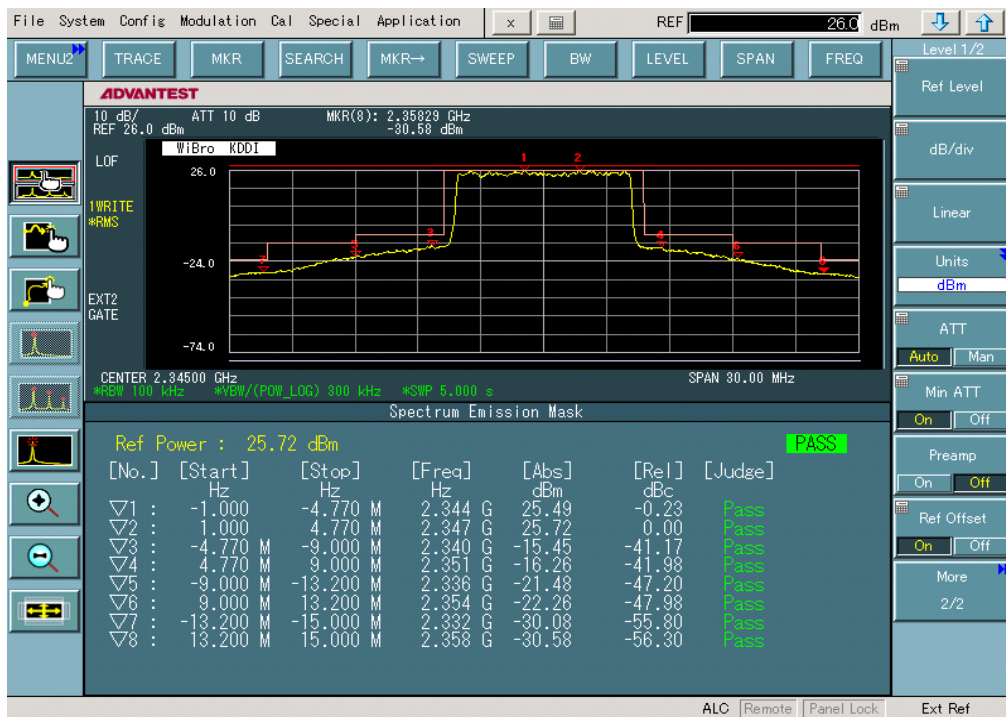 File System Config Modulation Cal Special Application x REF 26.0 dBm
MENU2 TRACE MKR SEARCH MKR→ SWEEP BW LEVEL SPAN FREQ
Level 1/2
ADVANTEST
10 dB/ ATT 10 dB MKR(8): 2.35829 GHz
REF 26.0 dBm -30.58 dBm
LOF
WiBro KDDI
26.0
1WRITE
*RMS
-24.0
EXT2
GATE
-74.0
1 2
3 4
5 6
7 8
CENTER 2.34500 GHz SPAN 30.00 MHz
*RBW 100 kHz *VBW/(POW_LOG) 300 kHz *SWP 5.000 s
Spectrum Emission Mask
Ref Power : 25.72 dBm PASS
[No.] [Start] [Stop] [Freq] [Abs] [Rel] [Judge]
Hz Hz Hz dBm dBc
▽1 : -1.000 -4.770 M 2.344 G 25.49 -0.23 Pass
▽2 : 1.000 4.770 M 2.347 G 25.72 0.00 Pass
▽3 : -4.770 M -9.000 M 2.340 G -15.45 -41.17 Pass
▽4 : 4.770 M 9.000 M 2.351 G -16.26 -41.98 Pass
▽5 : -9.000 M -13.200 M 2.336 G -21.48 -47.20 Pass
▽6 : 9.000 M 13.200 M 2.354 G -22.26 -47.98 Pass
▽7 : -13.200 M -15.000 M 2.332 G -30.08 -55.80 Pass
▽8 : 13.200 M 15.000 M 2.358 G -30.58 -56.30 Pass
Ref Level
dB/div
Linear
Units
dBm
ATT
Auto Man
Min ATT
On Off
Preamp
On Off
Ref Offset
On Off
More
2/2
ALC Remote Panel Lock Ext Ref